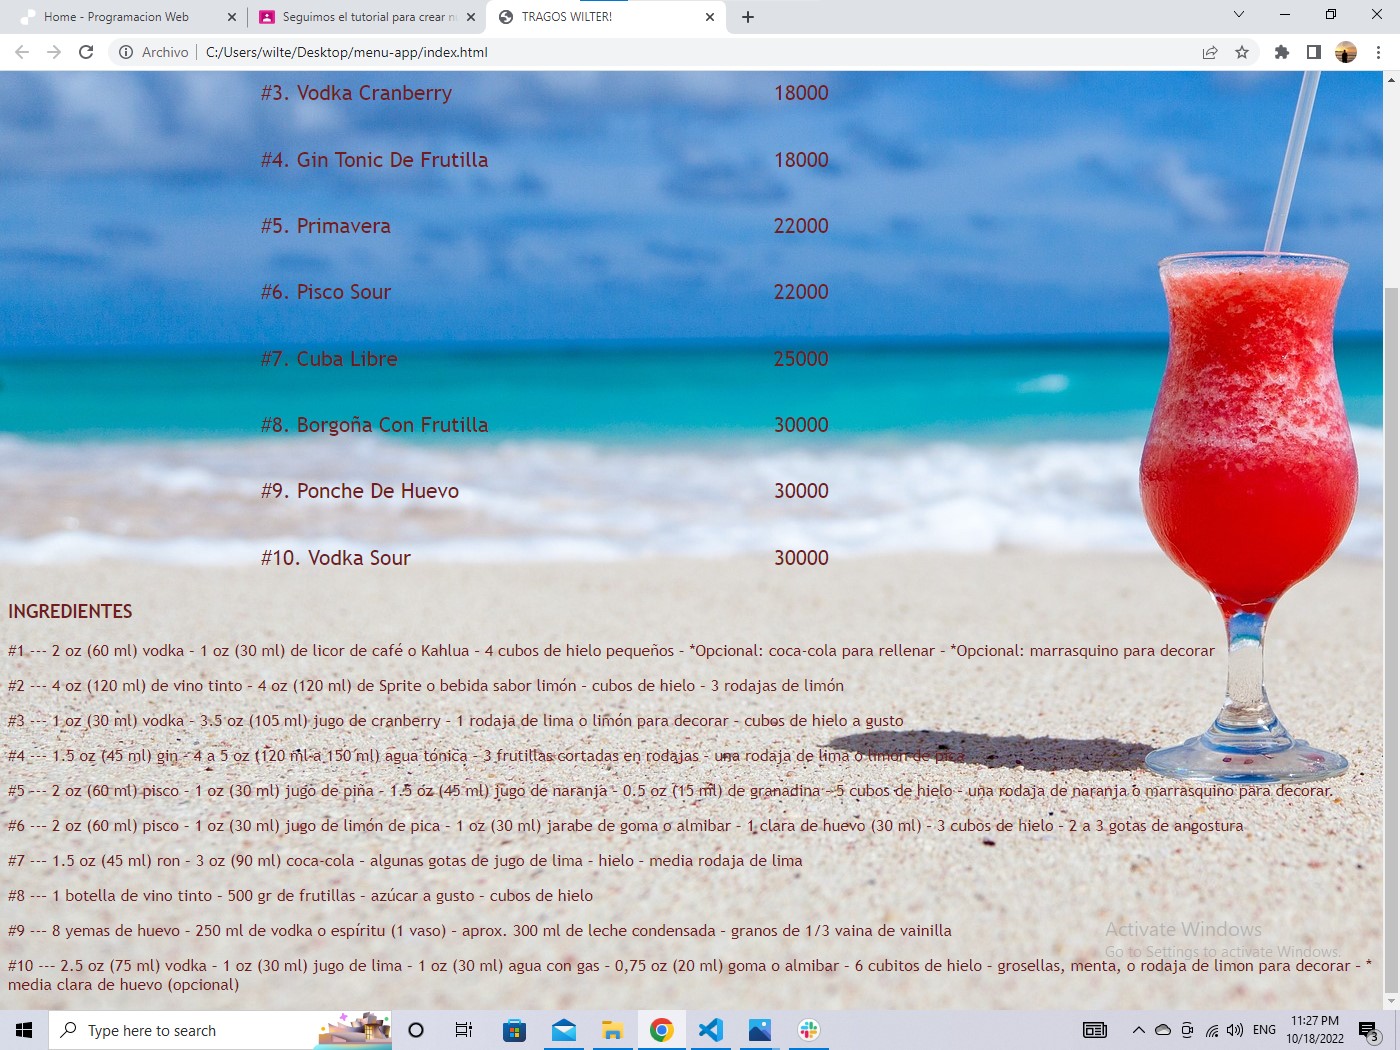 Home - Programacion Web
Seguimos el tutorial para crear n
TRAGOS WILTER!
Archivo
C:/Users/wilte/Desktop/menu-app/index.html
#3. Vodka Cranberry 18000
#4. Gin Tonic De Frutilla 18000
#5. Primavera 22000
#6. Pisco Sour 22000
#7. Cuba Libre 25000
#8. Borgoña Con Frutilla 30000
#9. Ponche De Huevo 30000
#10. Vodka Sour 30000
INGREDIENTES
#1 --- 2 oz (60 ml) vodka - 1 oz (30 ml) de licor de café o Kahlua - 4 cubos de hielo pequeños - *Opcional: coca-cola para rellenar - *Opcional: marrasquino para decorar
#2 --- 4 oz (120 ml) de vino tinto - 4 oz (120 ml) de Sprite o bebida sabor limón - cubos de hielo - 3 rodajas de limón
#3 --- 1 oz (30 ml) vodka - 3.5 oz (105 ml) jugo de cranberry - 1 rodaja de lima o limón para decorar - cubos de hielo a gusto
#4 --- 1.5 oz (45 ml) gin - 4 a 5 oz (120 ml a 150 ml) agua tónica - 3 frutillas cortadas en rodajas - una rodaja de lima o limón de pica
#5 --- 2 oz (60 ml) pisco - 1 oz (30 ml) jugo de piña - 1.5 oz (45 ml) jugo de naranja - 0.5 oz (15 ml) de granadina - 5 cubos de hielo - una rodaja de naranja o marrasquino para decorar.
#6 --- 2 oz (60 ml) pisco - 1 oz (30 ml) jugo de limón de pica - 1 oz (30 ml) jarabe de goma o almibar - 1 clara de huevo (30 ml) - 3 cubos de hielo - 2 a 3 gotas de angostura
#7 --- 1.5 oz (45 ml) ron - 3 oz (90 ml) coca-cola - algunas gotas de jugo de lima - hielo - media rodaja de lima
#8 --- 1 botella de vino tinto - 500 gr de frutillas - azúcar a gusto - cubos de hielo
#9 --- 8 yemas de huevo - 250 ml de vodka o espíritu (1 vaso) - aprox. 300 ml de leche condensada - granos de 1/3 vaina de vainilla
#10 --- 2.5 oz (75 ml) vodka - 1 oz (30 ml) jugo de lima - 1 oz (30 ml) agua con gas - 0,75 oz (20 ml) goma o almibar - 6 cubitos de hielo - grosellas, menta, o rodaja de limon para decorar - *
media clara de huevo (opcional)
Activate Windows
Go to Settings to activate Windows.
Type here to search
ENG
11:27 PM
10/18/2022
3